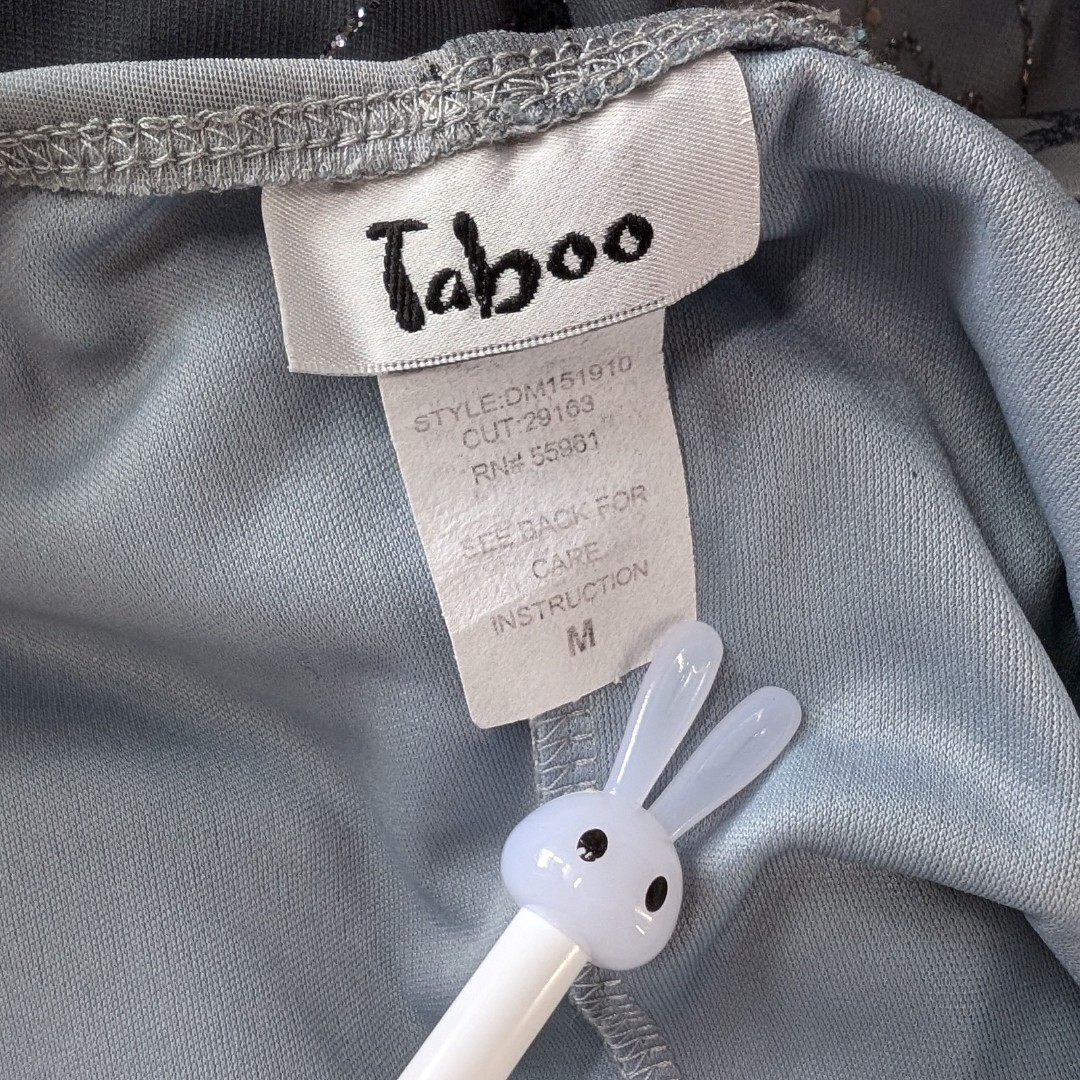 Taboo
STYLE:DM151910
CUT:29163
RN# 55961
SEE BACK FOR
CARE
INSTRUCTION
M